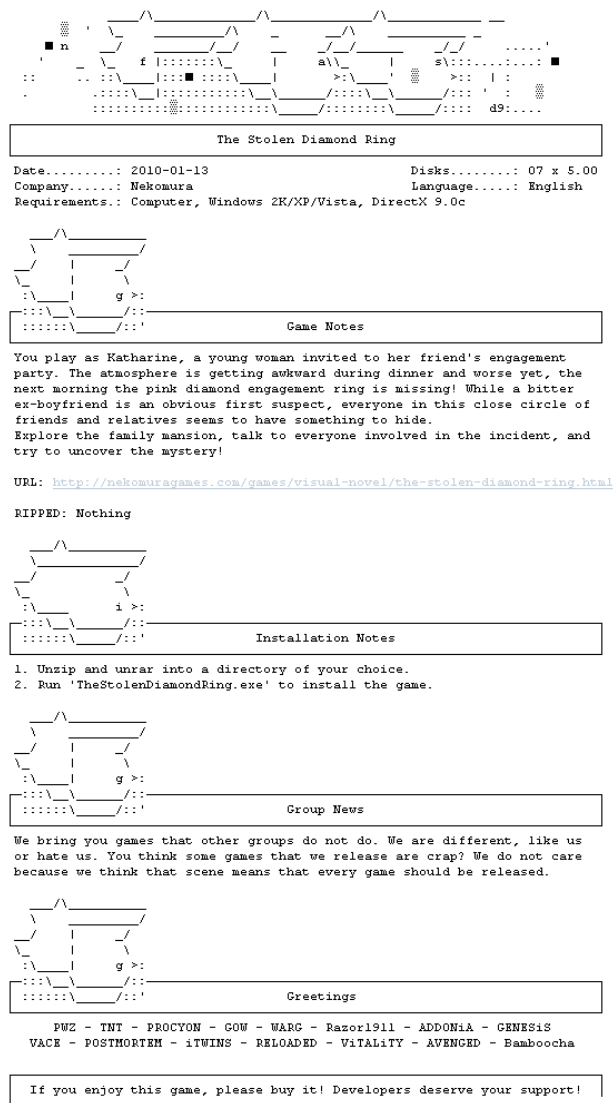 n
f a s
d9:....
The Stolen Diamond Ring
Date.........: 2010-01-13 Disks........: 07 x 5.00
Company......: Nekomura Language.....: English
Requirements.: Computer, Windows 2K/XP/Vista, DirectX 9.0c
g
Game Notes
You play as Katharine, a young woman invited to her friend's engagement
party. The atmosphere is getting awkward during dinner and worse yet, the
next morning the pink diamond engagement ring is missing! While a bitter
ex-boyfriend is an obvious first suspect, everyone in this close circle of
friends and relatives seems to have something to hide.
Explore the family mansion, talk to everyone involved in the incident, and
try to uncover the mystery!
URL: http://nekomuragames.com/games/visual-novel/the-stolen-diamond-ring.html
RIPPED: Nothing
i
Installation Notes
1. Unzip and unrar into a directory of your choice.
2. Run 'TheStolenDiamondRing.exe' to install the game.
g
Group News
We bring you games that other groups do not do. We are different, like us
or hate us. You think some games that we release are crap? We do not care
because we think that scene means that every game should be released.
g
Greetings
PWZ - TNT - PROCYON - GOW - WARG - Razor1911 - ADDONiA - GENESiS
VACE - POSTMORTEM - iTWINS - RELOADED - ViTALiTY - AVENGED - Bamboocha
If you enjoy this game, please buy it! Developers deserve your support!